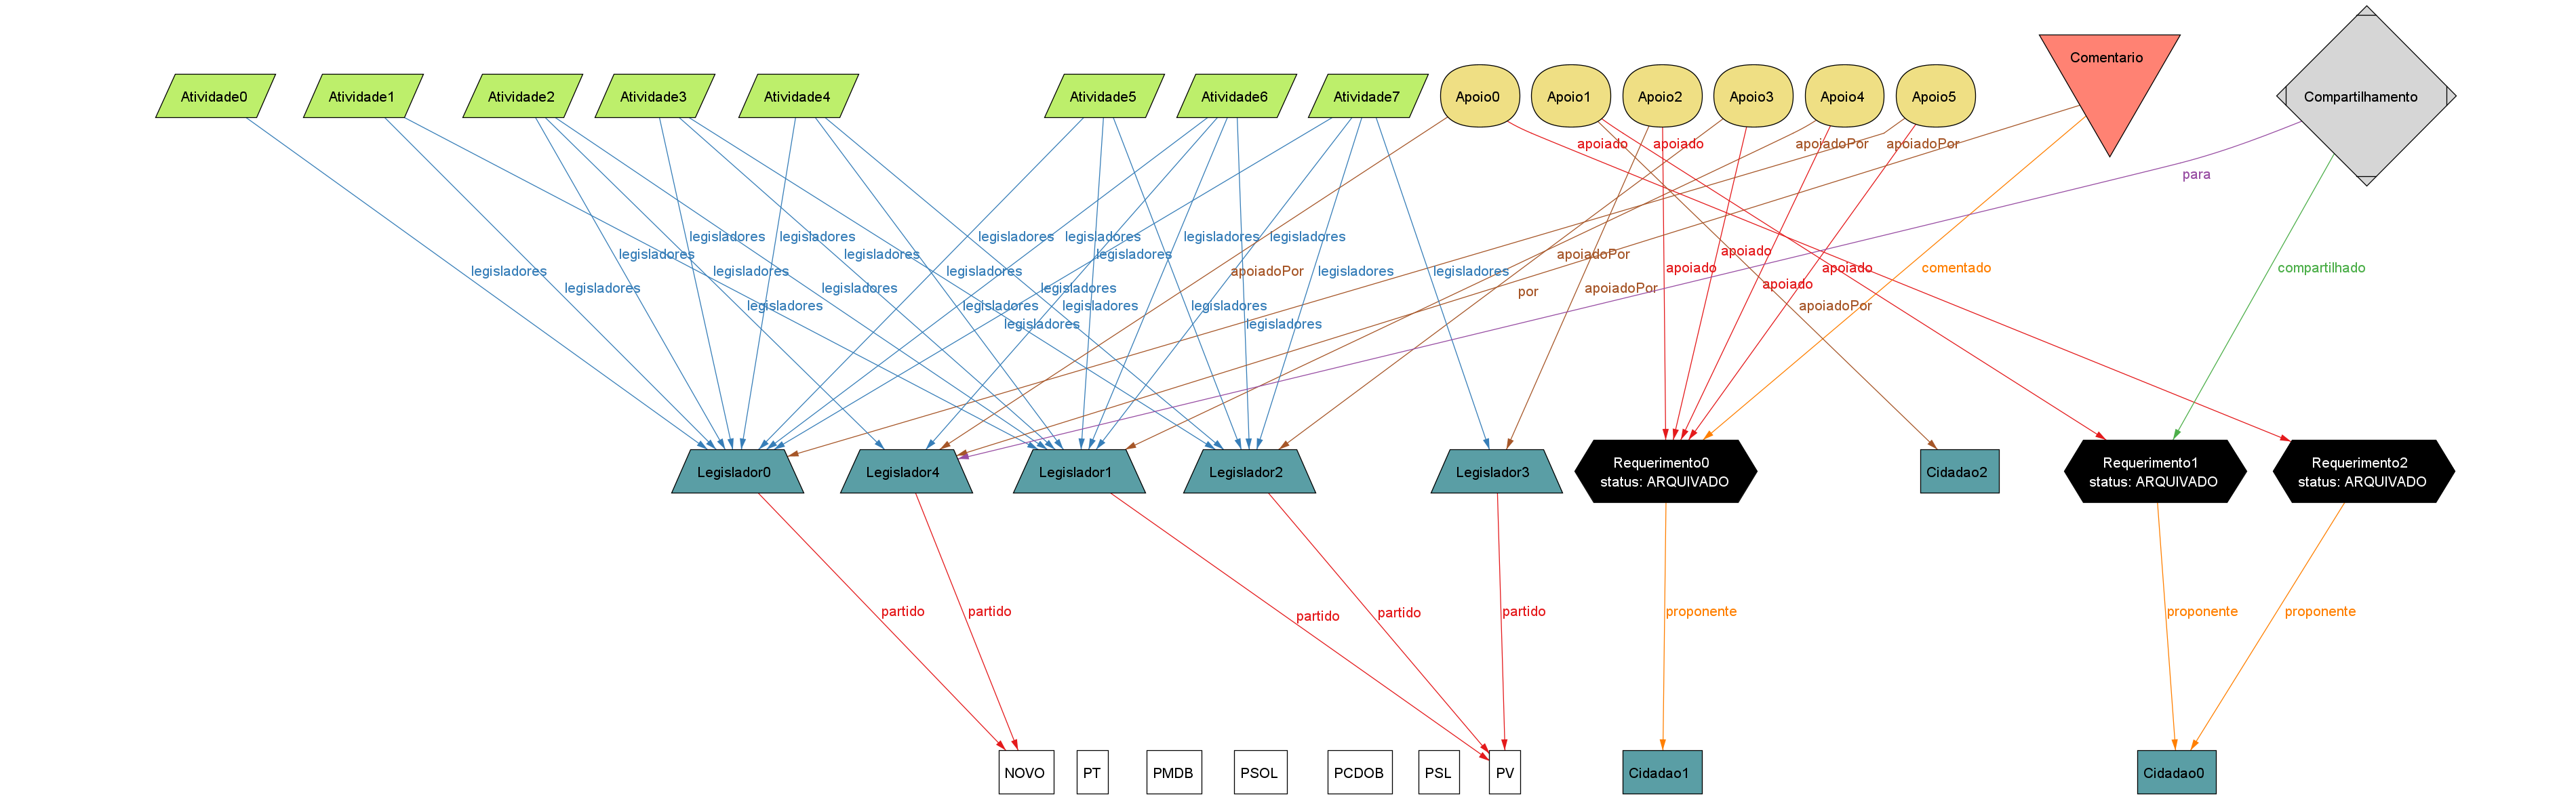 Comentario
Atividade0
Atividade1
Atividade2
Atividade3
Atividade4
Atividade5
Atividade6
Atividade7
Apoio0
Apoio1
Apoio2
Apoio3
Apoio4
Apoio5
Compartilhamento
apoiado
apoiado
apoiadoPor
apoiadoPor
para
legisladores
legisladores
legisladores
legisladores
legisladores
legisladores
legisladores
legisladores
legisladores
legisladores
apoiadoPor
apoiado
legisladores
legisladores
legisladores
legisladores
legisladores
legisladores
apoiadoPor
apoiado
apoiado
comentado
compartilhado
legisladores
legisladores
legisladores
por
apoiadoPor
apoiado
legisladores
legisladores
legisladores
legisladores
apoiadoPor
legisladores
legisladores
Legislador0
Legislador4
Legislador1
Legislador2
Legislador3
Requerimento0
status: ARQUIVADO
Cidadao2
Requerimento1
status: ARQUIVADO
Requerimento2
status: ARQUIVADO
partido
partido
partido
partido
partido
proponente
proponente
proponente
NOVO
PT
PMDB
PSOL
PCDOB
PSL
PV
Cidadao1
Cidadao0